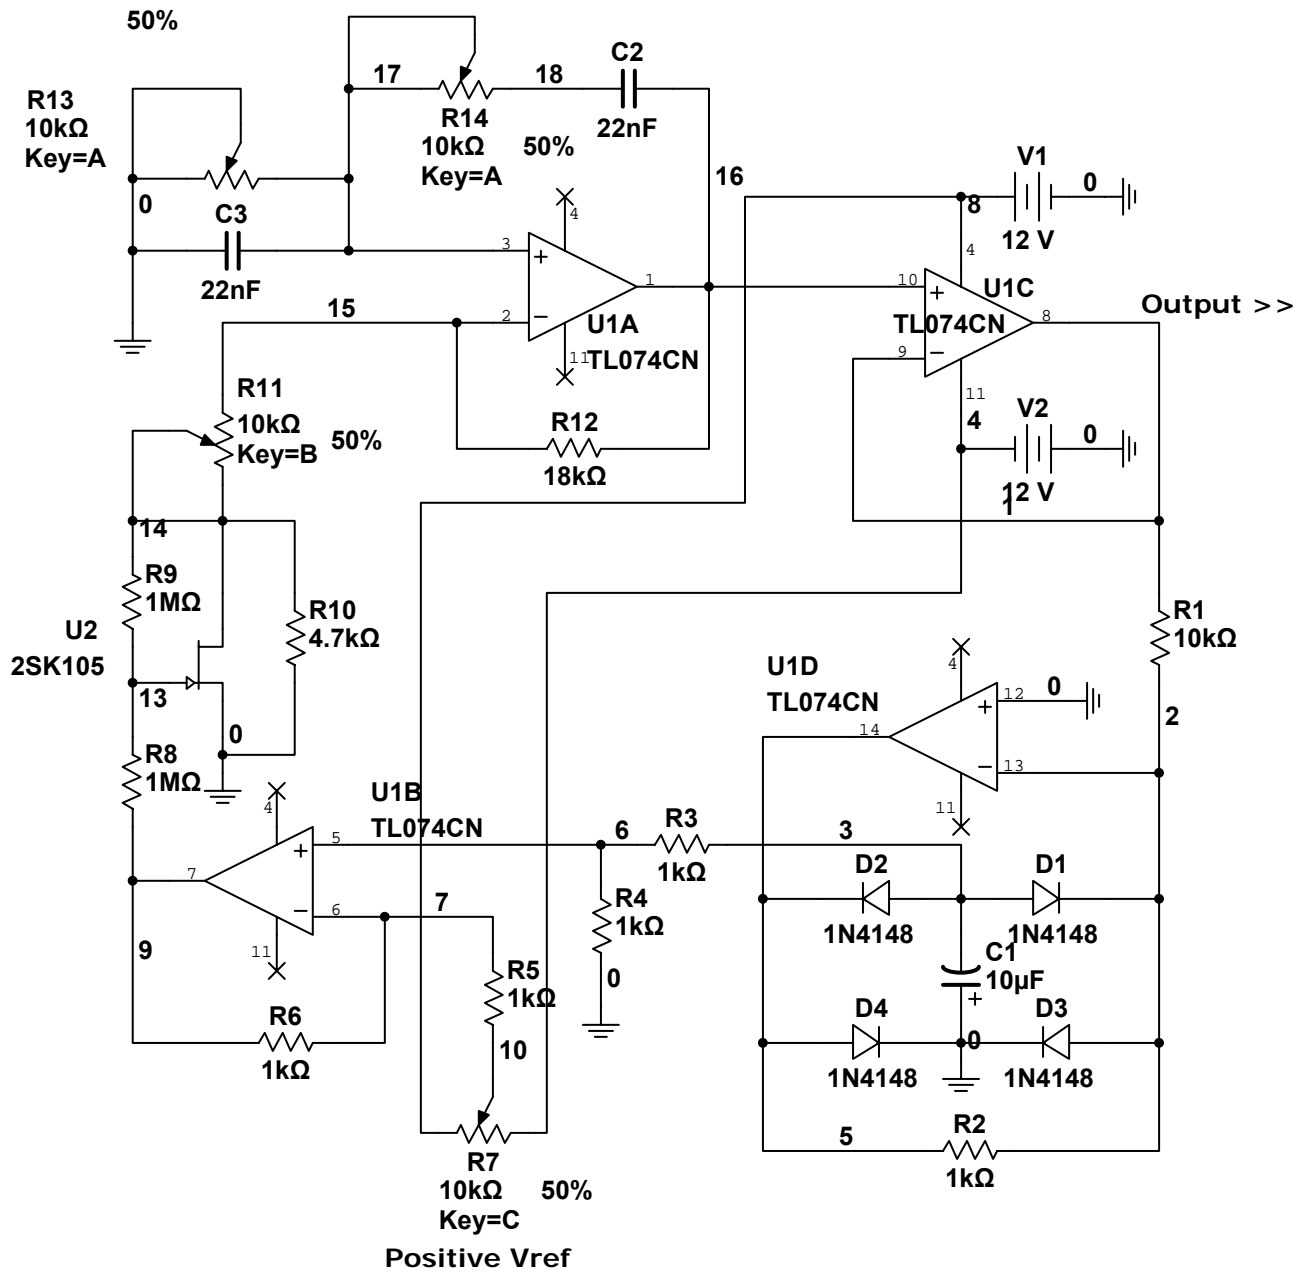 50%
R13
10kΩ
Key=A
0
C3
22nF
17
R14
10kΩ
Key=A
50%
18
C2
22nF
16
4
3
2
1
11
U1A
TL074CN
15
R11
10kΩ
Key=B
50%
R12
18kΩ
V1
0
8
12 V
4
10
9
8
11
U1C
TL074CN
Output >>
4
V2
0
12 V
1
14
R9
1MΩ
U2
2SK105
13
R10
4.7kΩ
0
R8
1MΩ
R1
10kΩ
2
U1D
TL074CN
4
12
0
14
13
11
U1B
TL074CN
4
5
7
6
11
9
6
R3
1kΩ
3
7
R4
1kΩ
0
R5
1kΩ
10
R6
1kΩ
D2
1N4148
D1
1N4148
C1
10µF
+
D4
1N4148
0
D3
1N4148
5
R2
1kΩ
R7
10kΩ
Key=C
50%
Positive Vref